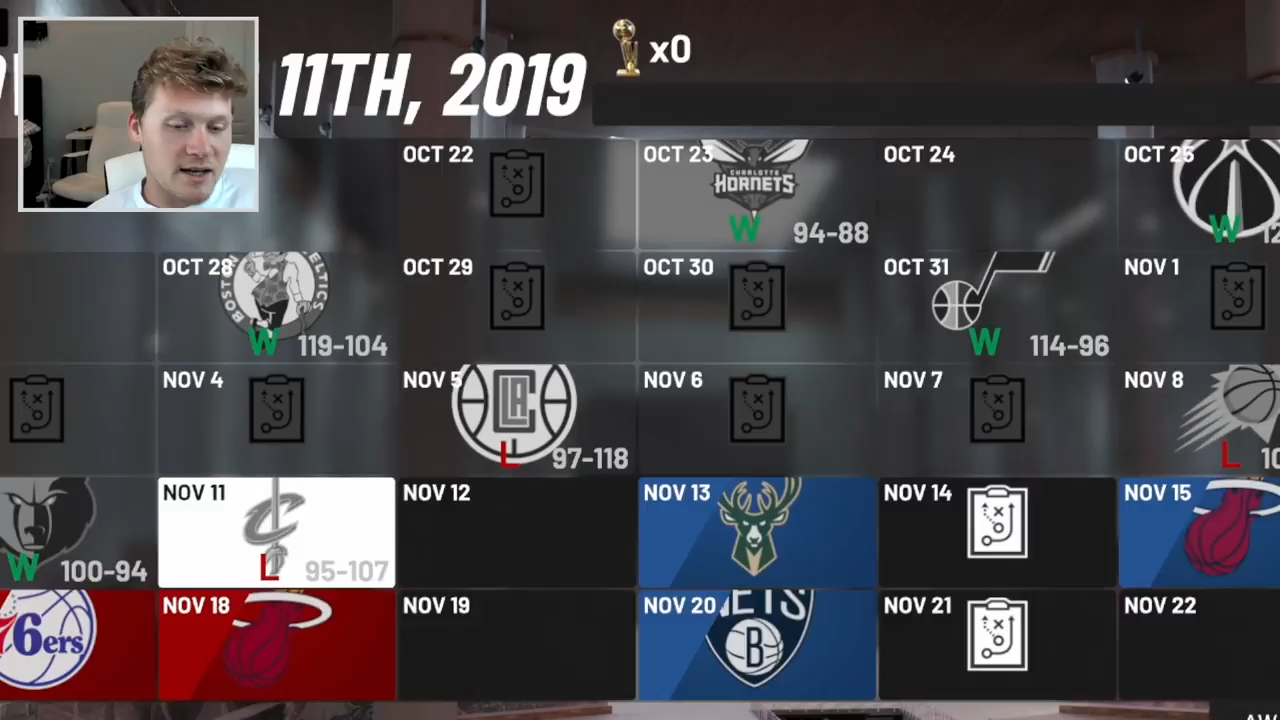 11TH, 2019
x0
OCT 22
OCT 23
CHARLOTTE
HORNETS
W 94-88
OCT 24
OCT 25
W
OCT 28
BOSTON
W 119-104
OCT 29
OCT 30
OCT 31
W 114-96
NOV 1
NOV 4
NOV 5
LAC
L 97-118
NOV 6
NOV 7
NOV 8
L
W 100-94
NOV 11
C
L 95-107
NOV 12
NOV 13
NOV 14
NOV 15
76ers
NOV 18
NOV 19
NOV 20
NETS
B
NOV 21
NOV 22